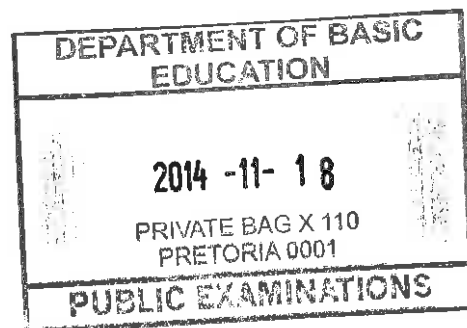 DEPARTMENT OF BASIC
EDUCATION
2014 -11- 18
PRIVATE BAG X 110
PRETORIA 0001
PUBLIC EXAMINATIONS